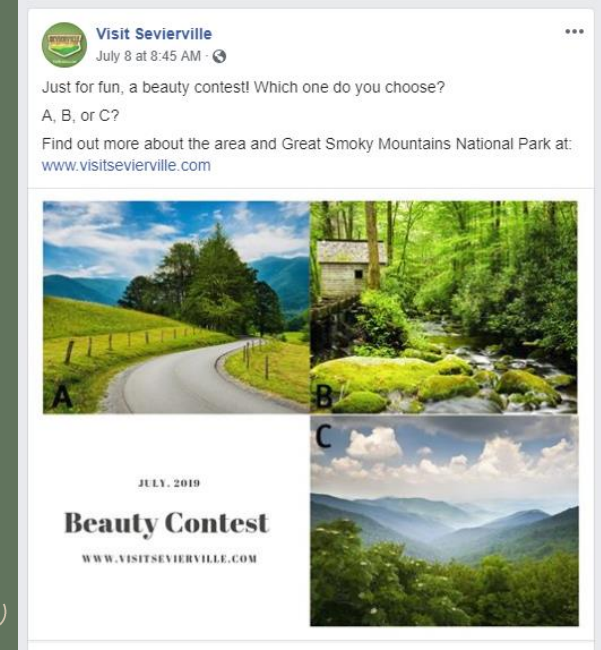 Visit Sevierville
July 8 at 8:45 AM ·
Just for fun, a beauty contest! Which one do you choose?
A, B, or C?
Find out more about the area and Great Smoky Mountains National Park at:
www.visitsevierville.com
A
B
C
JULY. 2019
Beauty Contest
WWW.VISITSEVIERVILLE.COM